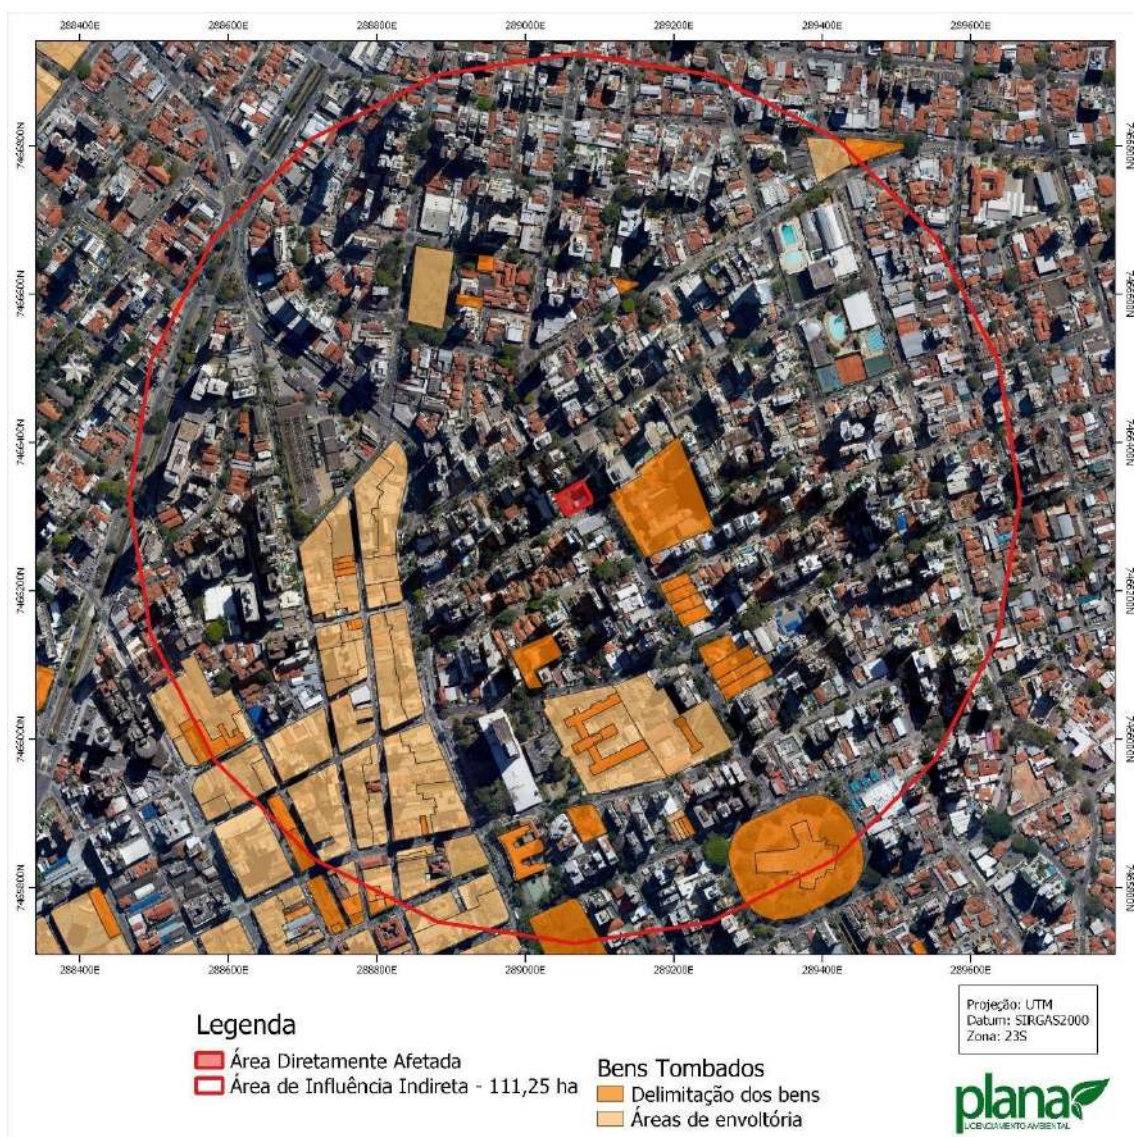 288400E 288600E 288800E 289000E 289200E 289400E 289600E
7466800N 7466800N
7466600N 7466600N
7466400N 7466400N
7466200N 7466200N
7466000N 7466000N
7465800N 7465800N
288400E 288600E 288800E 289000E 289200E 289400E 289600E
Legenda
Área Diretamente Afetada
Área de Influência Indireta - 111,25 ha
Bens Tombados
Delimitação dos bens
Áreas de envoltória
Projeção: UTM
Datum: SIRGAS2000
Zona: 23S
plana
LICENCIAMENTO AMBIENTAL